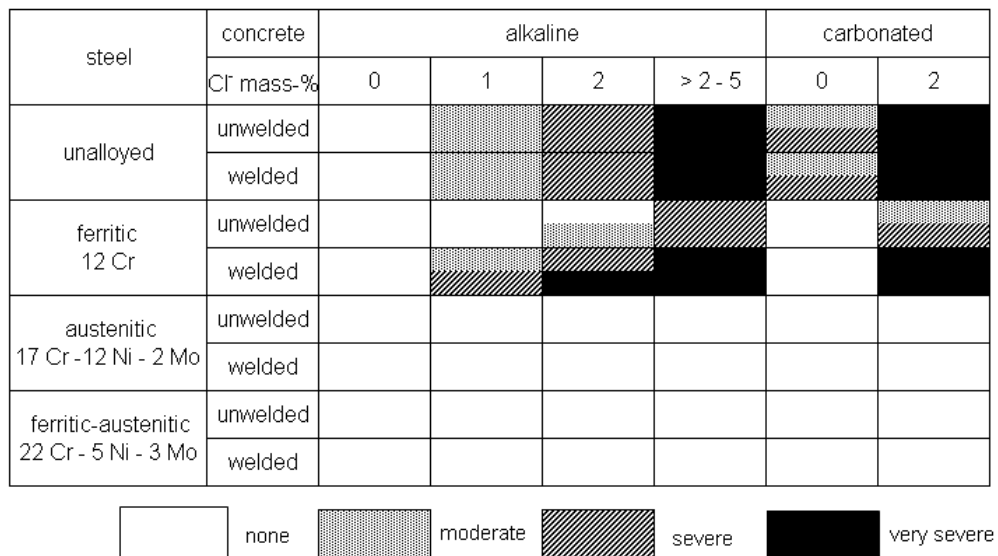 steel concrete alkaline carbonated
Cl⁻ mass-% 0 1 2 > 2 - 5 0 2
unalloyed unwelded
welded
ferritic
12 Cr
unwelded
welded
austenitic
17 Cr -12 Ni - 2 Mo
unwelded
welded
ferritic-austenitic
22 Cr - 5 Ni - 3 Mo
unwelded
welded
none moderate severe very severe